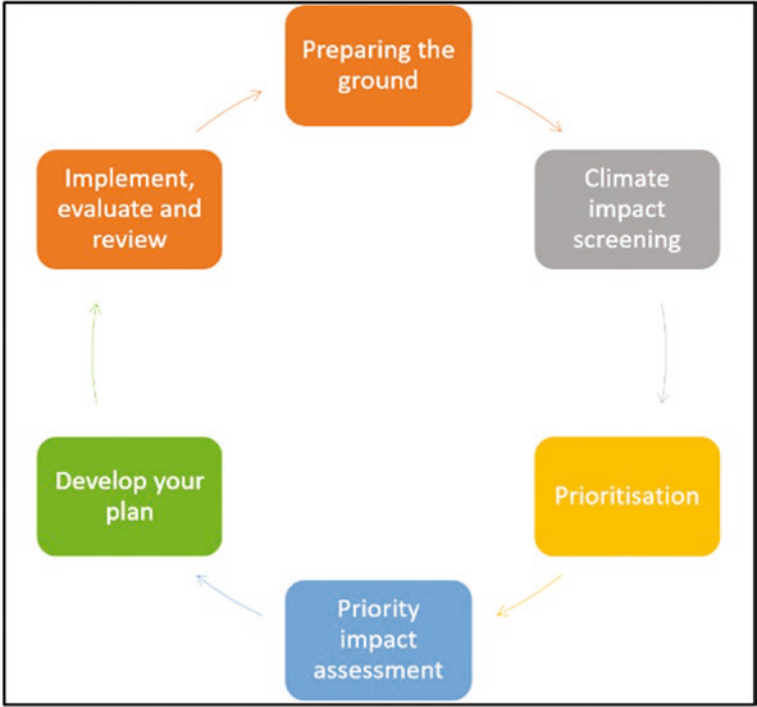 Preparing the
ground
Climate
impact
screening
Prioritisation
Priority
impact
assessment
Develop your
plan
Implement,
evaluate and
review